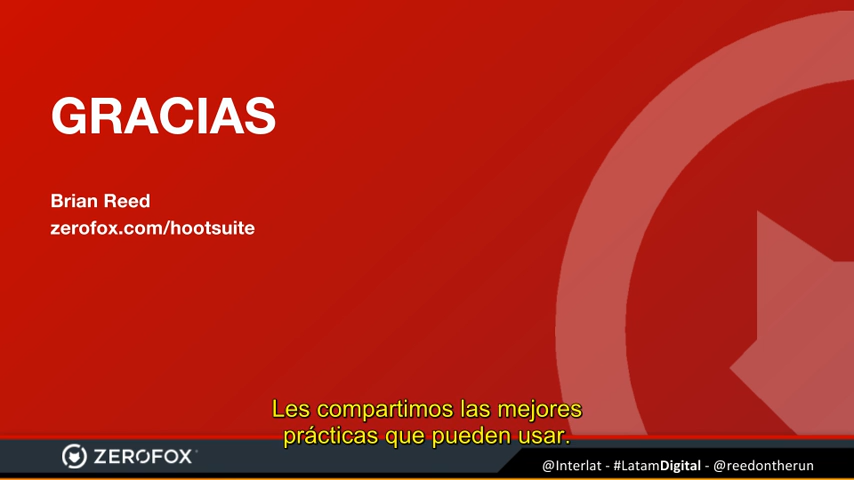 GRACIAS
Brian Reed
zerofox.com/hootsuite
Les compartimos las mejores
prácticas que pueden usar.
ZEROFOX
@Interlat - #LatamDigital - @reedontherun